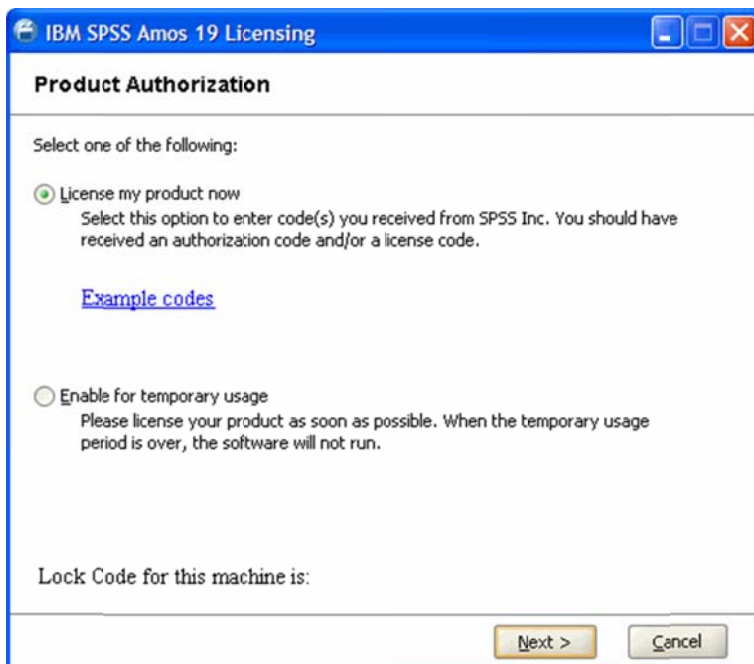 IBM SPSS Amos 19 Licensing
Product Authorization
Select one of the following:
License my product now
Select this option to enter code(s) you received from SPSS Inc. You should have
received an authorization code and/or a license code.
Example codes
Enable for temporary usage
Please license your product as soon as possible. When the temporary usage
period is over, the software will not run.
Lock Code for this machine is:
Next > Cancel